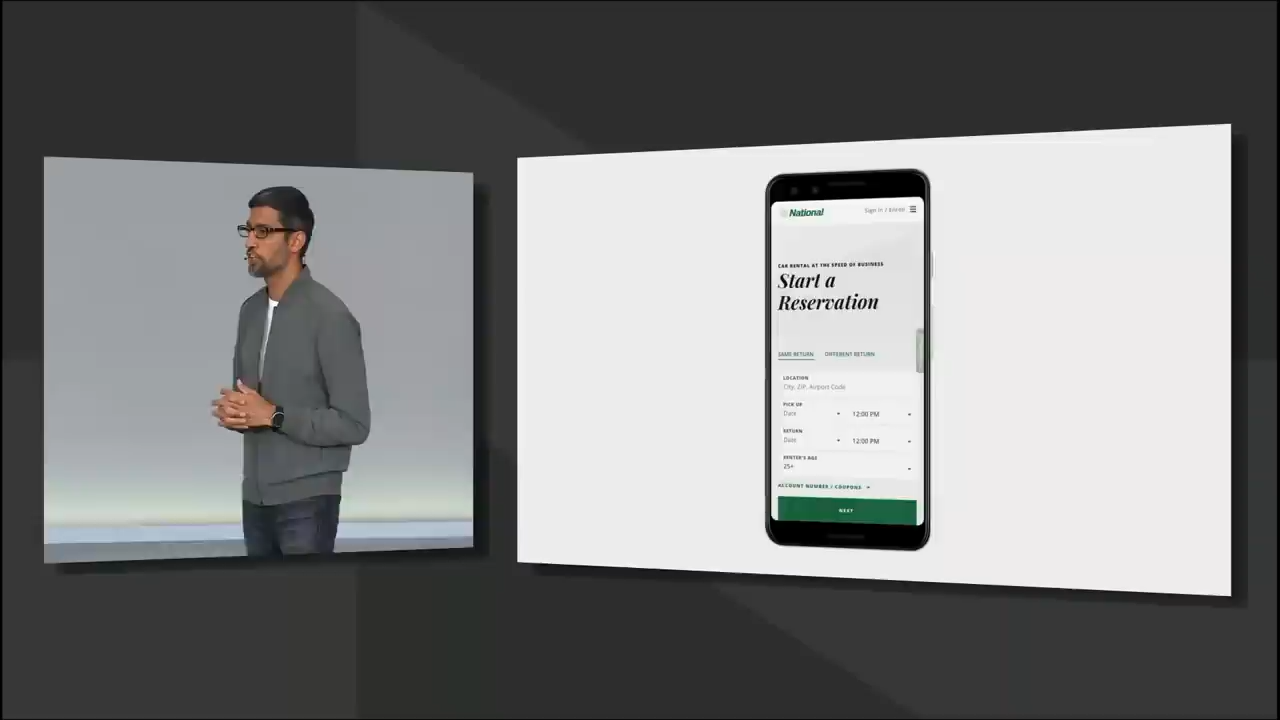 National
Sign In / Enroll
CAR RENTAL AT THE SPEED OF BUSINESS
Start a
Reservation
SAME RETURN DIFFERENT RETURN
LOCATION
City, ZIP, Airport Code
PICK UP
Date 12:00 PM
RETURN
Date 12:00 PM
RENTER'S AGE
25+
ACCOUNT NUMBER / COUPONS +
NEXT